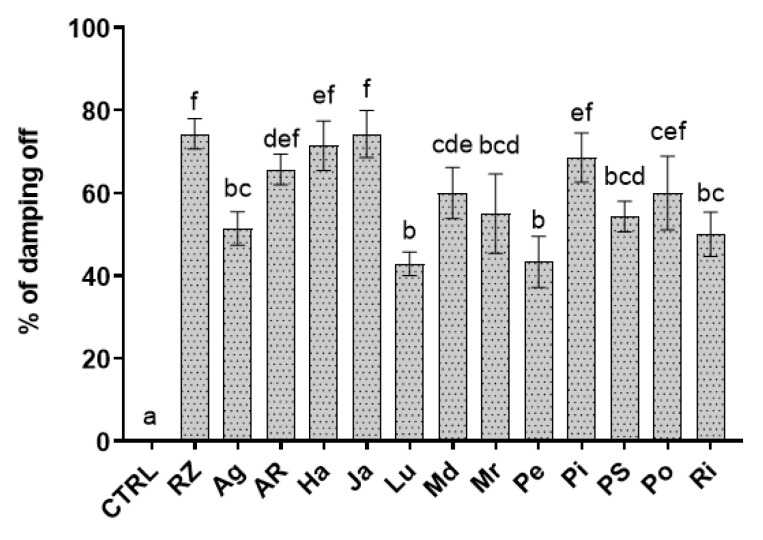 % of damping off
100
80
60
40
20
0
a
f
bc
def
ef
f
b
cde
bcd
b
ef
bcd
cef
bc
CTRL
RZ
Ag
AR
Ha
Ja
Lu
Md
Mr
Pe
Pi
PS
Po
Ri